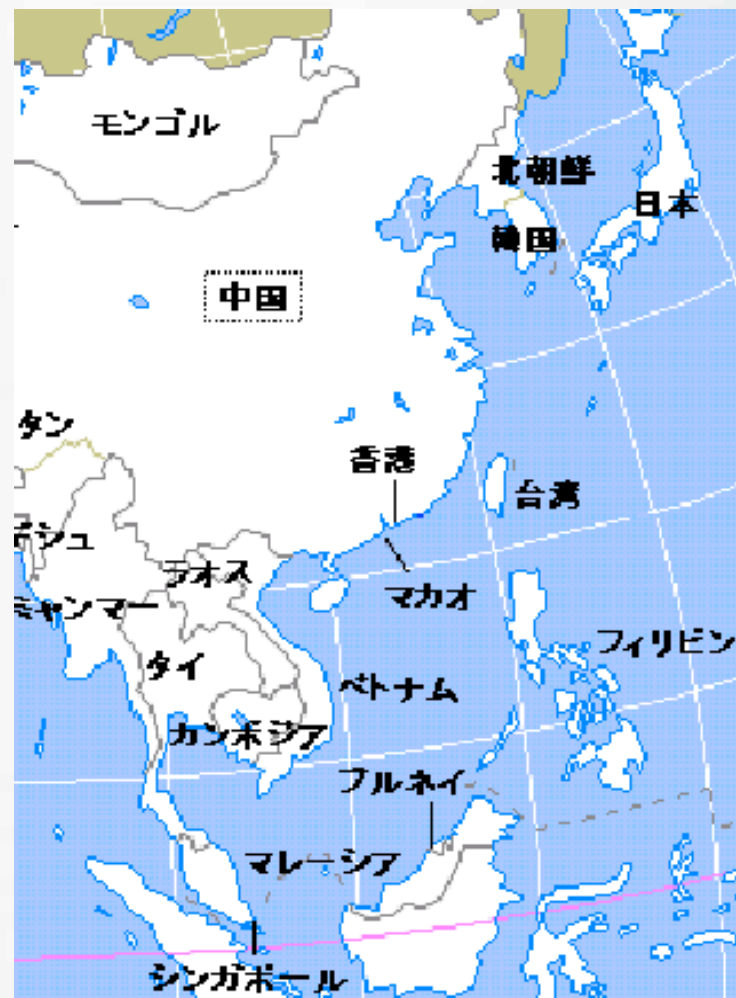 モンゴル
北朝鮮
日本
韓国
中国
タン
香港
台湾
デシュ
ラオス
マカオ
ミャンマー
フィリピン
タイ
ベトナム
カンボジア
ブルネイ
マレーシア
シンガポール